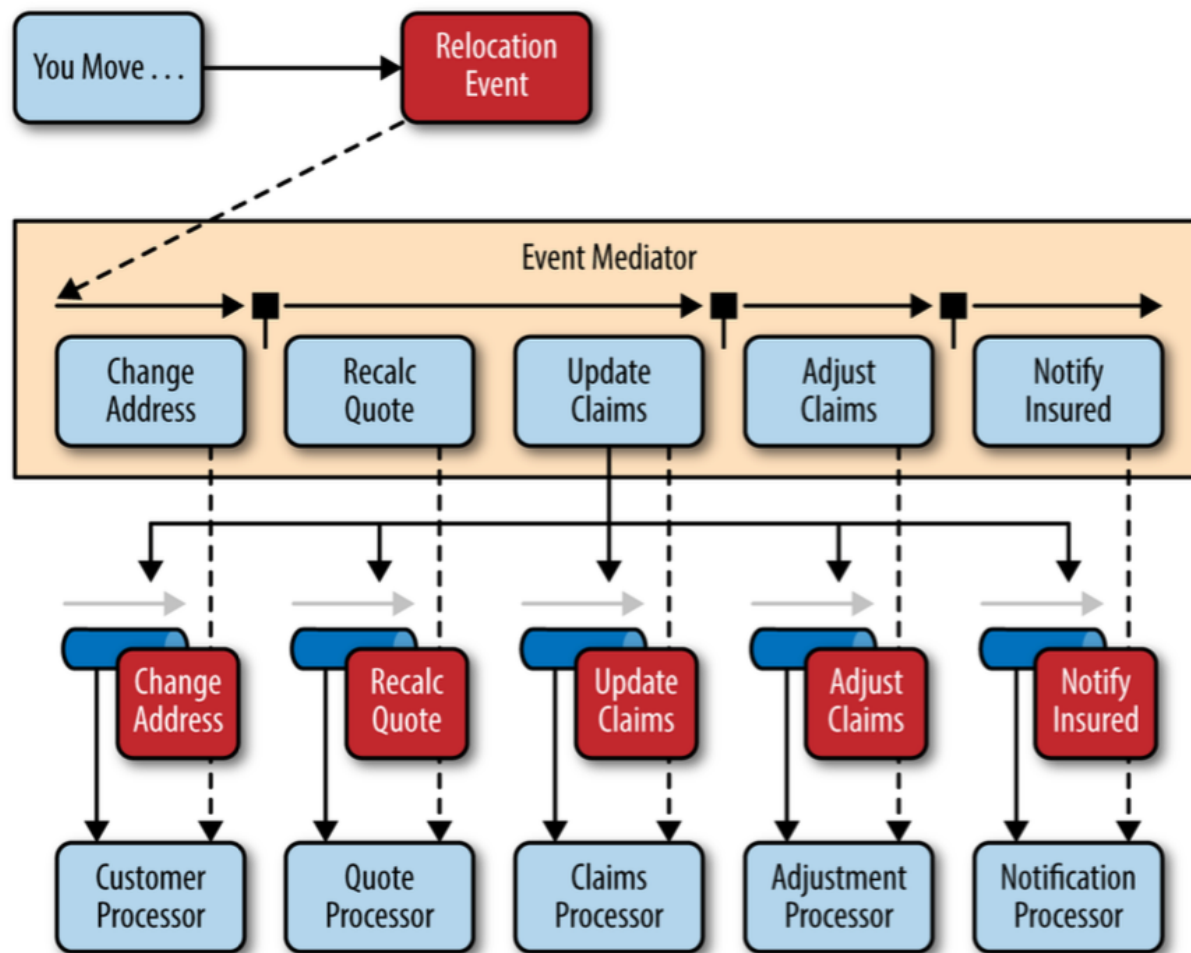 You Move . . .
Relocation
Event
Event Mediator
Change
Address
Recalc
Quote
Update
Claims
Adjust
Claims
Notify
Insured
Change
Address
Recalc
Quote
Update
Claims
Adjust
Claims
Notify
Insured
Customer
Processor
Quote
Processor
Claims
Processor
Adjustment
Processor
Notification
Processor